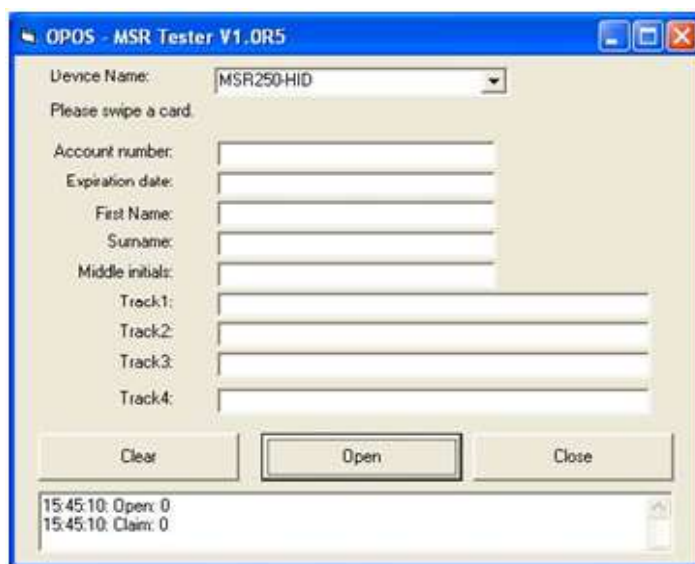 OPOS - MSR Tester V1.0R5
Device Name: MSR250-HID
Please swipe a card.
Account number:
Expiration date:
First Name:
Surname:
Middle initials:
Track1:
Track2:
Track3:
Track4:
Clear Open Close
15:45:10: Open: 0
15:45:10: Claim: 0